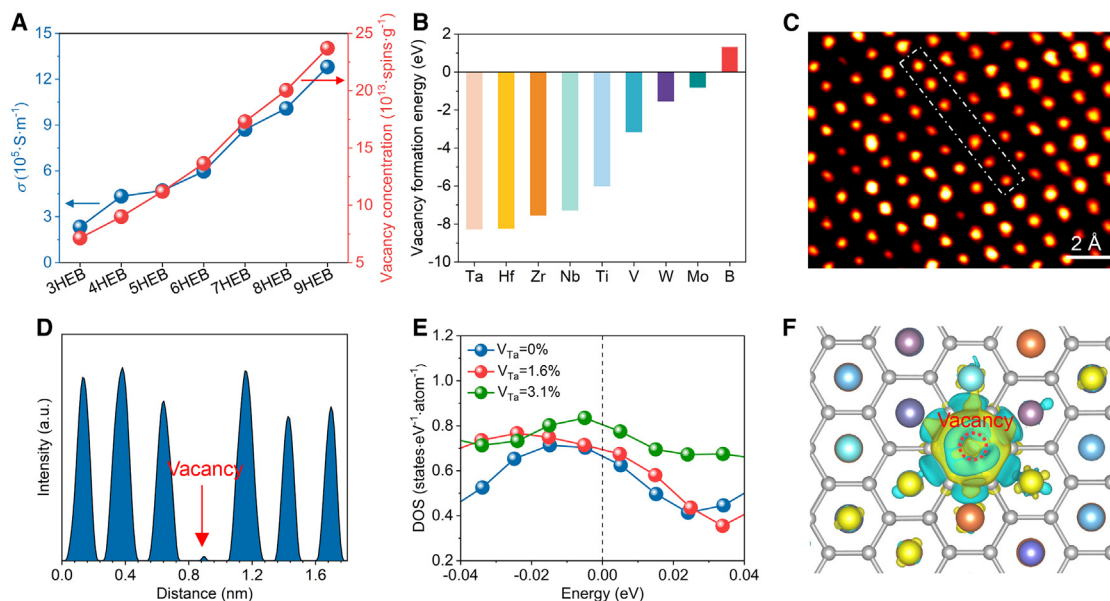 A
σ (10⁵·S·m⁻¹)
15
12
9
6
3
0
3HEB
4HEB
5HEB
6HEB
7HEB
8HEB
9HEB
25
20
15
10
5
Vacancy concentration (10¹³·spins·g⁻¹)
B
Vacancy formation energy (eV)
2
0
-2
-4
-6
-8
-10
Ta Hf Zr Nb Ti V W Mo B
C
2 Å
D
Intensity (a.u.)
Vacancy
0.0 0.4 0.8 1.2 1.6
Distance (nm)
E
DOS (states·eV⁻¹·atom⁻¹)
1.2
1.0
0.8
0.6
0.4
0.2
V_Ta=0%
V_Ta=1.6%
V_Ta=3.1%
-0.04 -0.02 0.00 0.02 0.04
Energy (eV)
F
Vacancy